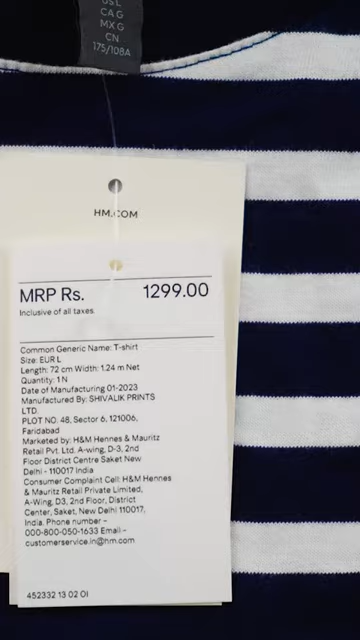 US L
CA G
MX G
CN
175/108A
HM.COM
MRP Rs. 1299.00
Inclusive of all taxes.
Common Generic Name: T-shirt
Size: EUR L
Length: 72 cm Width: 1.24 m Net
Quantity: 1 N
Date of Manufacturing 01-2023
Manufactured By: SHIVALIK PRINTS
LTD.
PLOT NO. 48, Sector 6, 121006,
Faridabad
Marketed by: H&M Hennes & Mauritz
Retail Pvt. Ltd. A-wing, D-3, 2nd
Floor District Centre Saket New
Delhi - 110017 India
Consumer Complaint Cell: H&M Hennes
& Mauritz Retail Private Limited,
A-Wing, D3, 2nd Floor, District
Center, Saket, New Delhi 110017,
India, Phone number -
000-800-050-1633 Email -
customerservice.in@hm.com
452332 13 02 OI